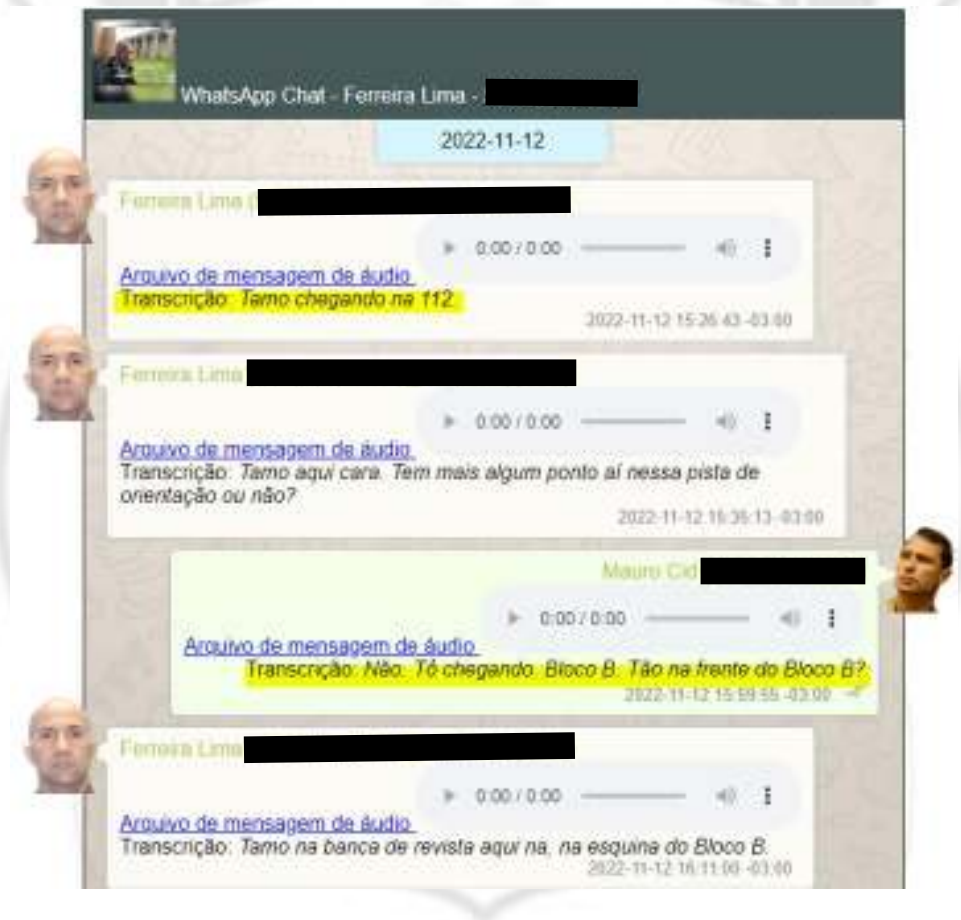 WhatsApp Chat - Ferreira Lima -
2022-11-12
Ferreira Lima
0:00 / 0:00
Arquivo de mensagem de áudio
Transcrição: Tamo chegando na 112.
2022-11-12 15:26:43 -03:00
Ferreira Lima
0:00 / 0:00
Arquivo de mensagem de áudio
Transcrição: Tamo aqui cara. Tem mais algum ponto aí nessa pista de
orientação ou não?
2022-11-12 -03:00
Mauro Cid
0:00 / 0:00
Arquivo de mensagem de áudio
Transcrição: Não. Tô chegando. Bloco B. Tão na frente do Bloco B?
2022-11-12 15:59:55 -03:00
Ferreira Lima
0:00 / 0:00
Arquivo de mensagem de áudio
Transcrição: Tamo na banca de revista aqui na, na esquina do Bloco B.
2022-11-12 16:11:00 -03:00